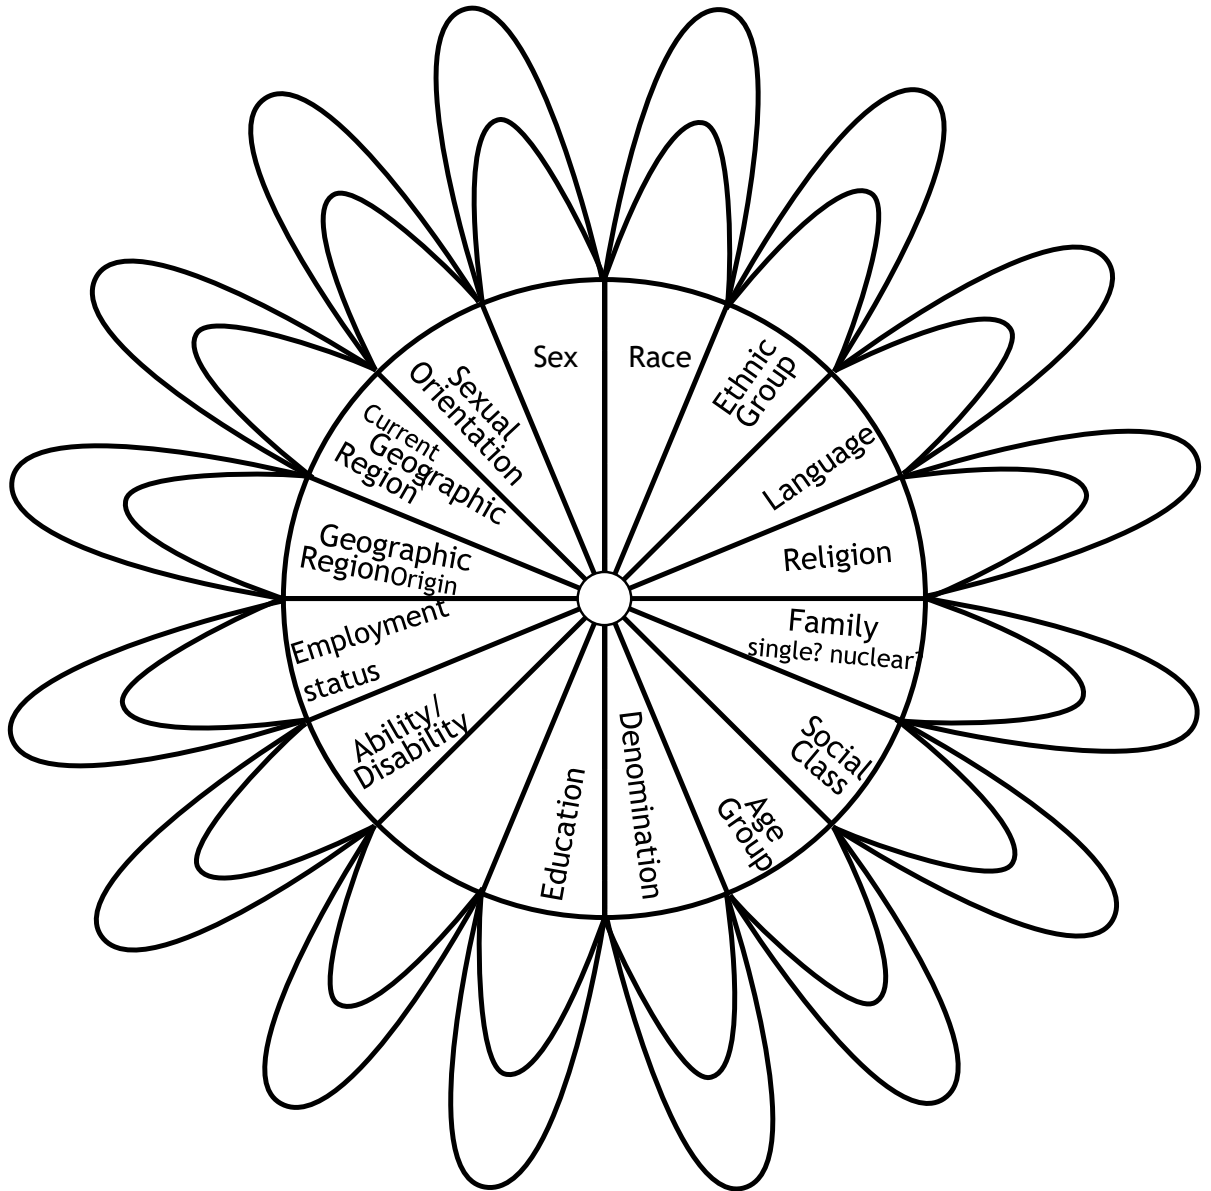 Sex
Race
Ethnic
Group
Language
Religion
Family
single? nuclear?
Social
Class
Age
Group
Denomination
Education
Ability/
Disability
Employment
status
Geographic
Region Origin
Current
Geographic
Region
Sexual
Orientation